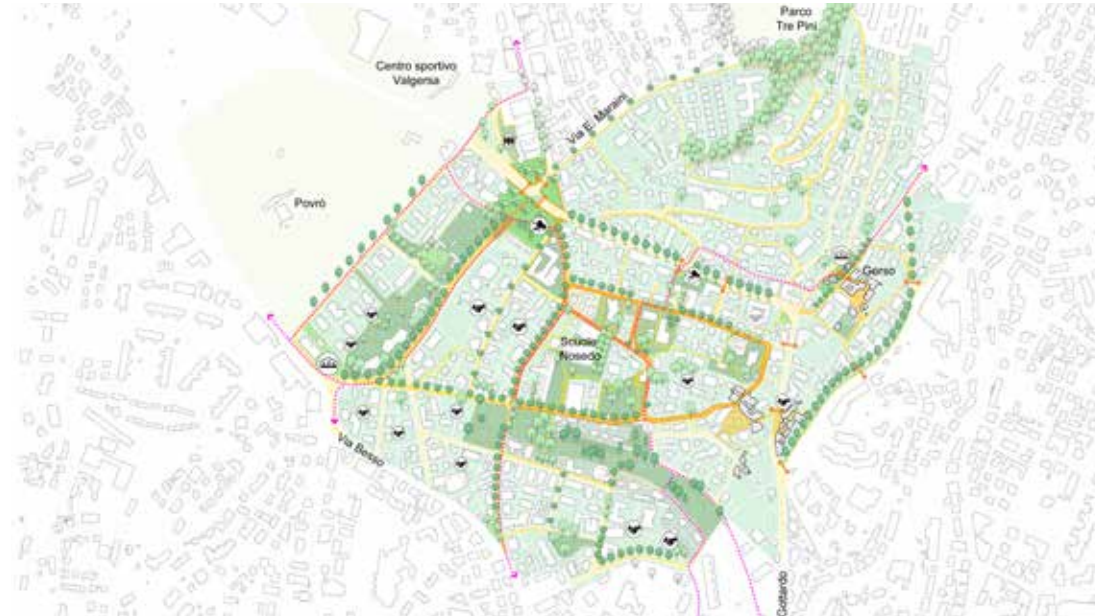 Parco
Tre Pini
Centro sportivo
Valgersa
Via E. Maraini
Povrò
Gerso
Scuole
Nosedo
Via Besso
Gottardo